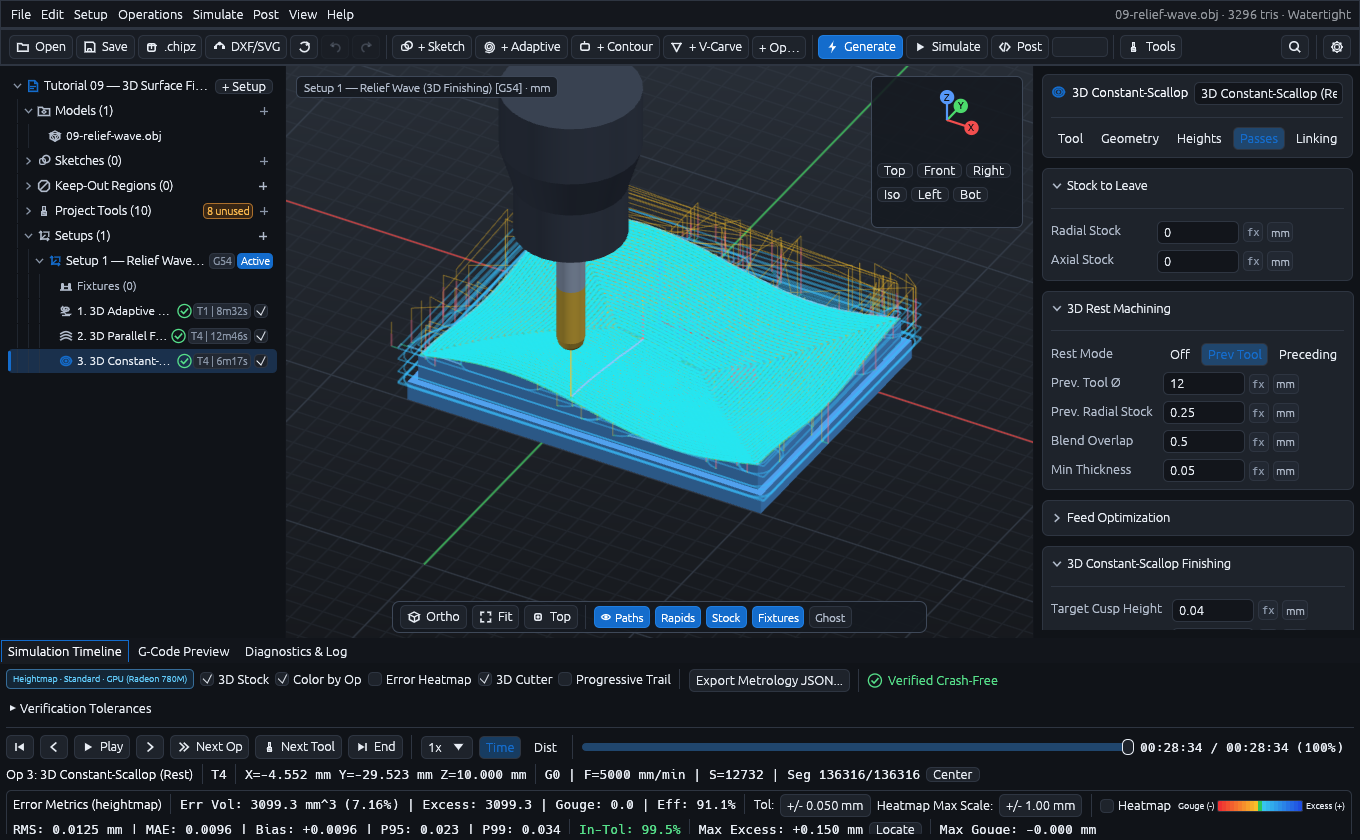 File Edit Setup Operations Simulate Post View Help 09-relief-wave.obj · 3296 tris · Watertight
Open Save .chipz DXF/SVG + Sketch + Adaptive + Contour + V-Carve + Op... Generate Simulate Post Tools
Tutorial 09 — 3D Surface Fi... + Setup
Models (1) +
09-relief-wave.obj
Sketches (0) +
Keep-Out Regions (0) +
Project Tools (10) 8 unused +
Setups (1) +
Setup 1 — Relief Wave... G54 Active
Fixtures (0)
1. 3D Adaptive ... T1 | 8m32s
2. 3D Parallel F... T4 | 12m46s
3. 3D Constant-... T4 | 6m17s
Setup 1 — Relief Wave (3D Finishing) [G54] · mm
Z
Y
X
Top Front Right
Iso Left Bot
Ortho Fit Top Paths Rapids Stock Fixtures Ghost
3D Constant-Scallop 3D Constant-Scallop (Re
Tool Geometry Heights Passes Linking
Stock to Leave
Radial Stock 0 fx mm
Axial Stock 0 fx mm
3D Rest Machining
Rest Mode Off Prev Tool Preceding
Prev. Tool Ø 12 fx mm
Prev. Radial Stock 0.25 fx mm
Blend Overlap 0.5 fx mm
Min Thickness 0.05 fx mm
Feed Optimization
3D Constant-Scallop Finishing
Target Cusp Height 0.04 fx mm
Simulation Timeline G-Code Preview Diagnostics & Log
Heightmap · Standard · GPU (Radeon 780M) 3D Stock Color by Op Error Heatmap 3D Cutter Progressive Trail Export Metrology JSON... Verified Crash-Free
Verification Tolerances
Play Next Op Next Tool End 1x Time Dist 00:28:34 / 00:28:34 (100%)
Op 3: 3D Constant-Scallop (Rest) T4 X=-4.552 mm Y=-29.523 mm Z=10.000 mm G0 | F=5000 mm/min | S=12732 | Seg 136316/136316 Center
Error Metrics (heightmap) Err Vol: 3099.3 mm^3 (7.16%) | Excess: 3099.3 | Gouge: 0.0 | Eff: 91.1% Tol: +/- 0.050 mm Heatmap Max Scale: +/- 1.00 mm Heatmap Gouge (-) Excess (+)
RMS: 0.0125 mm | MAE: 0.0096 | Bias: +0.0096 | P95: 0.023 | P99: 0.034 In-Tol: 99.5% Max Excess: +0.150 mm Locate Max Gouge: -0.000 mm